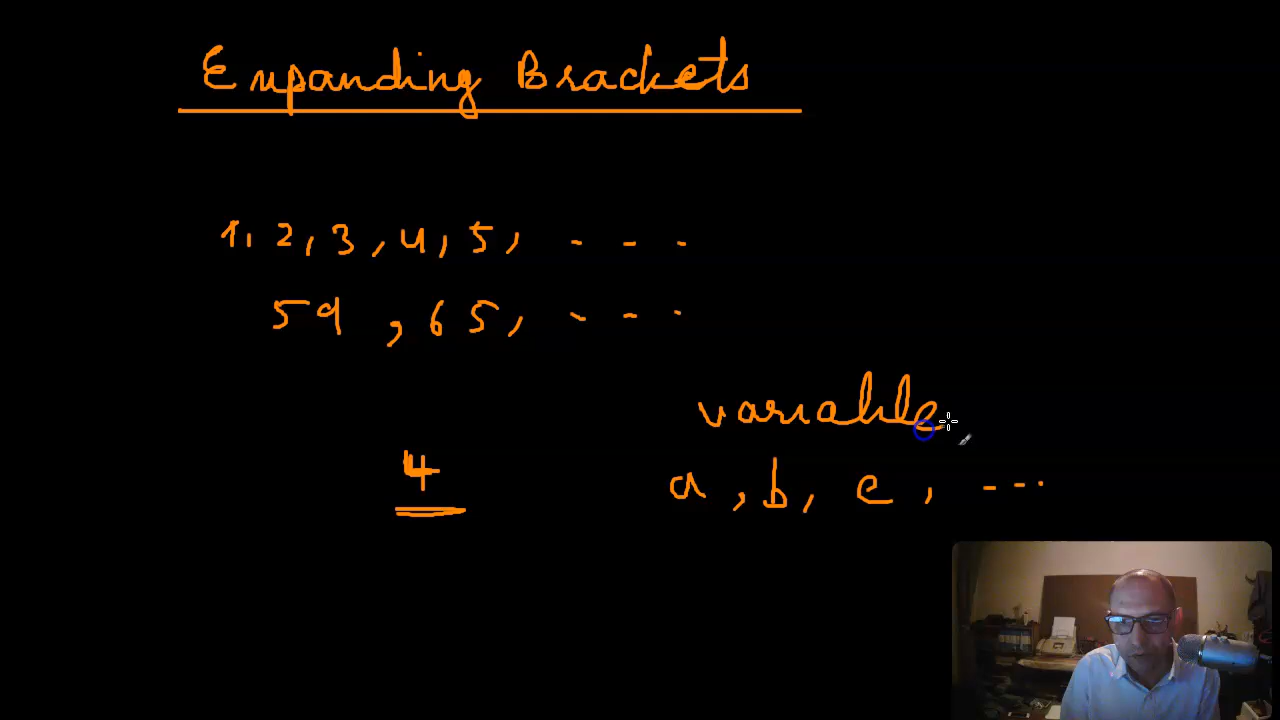 Expanding Brackets
1, 2, 3, 4, 5, - - -
59, 65, - - -
variable
4
a, b, c, ---